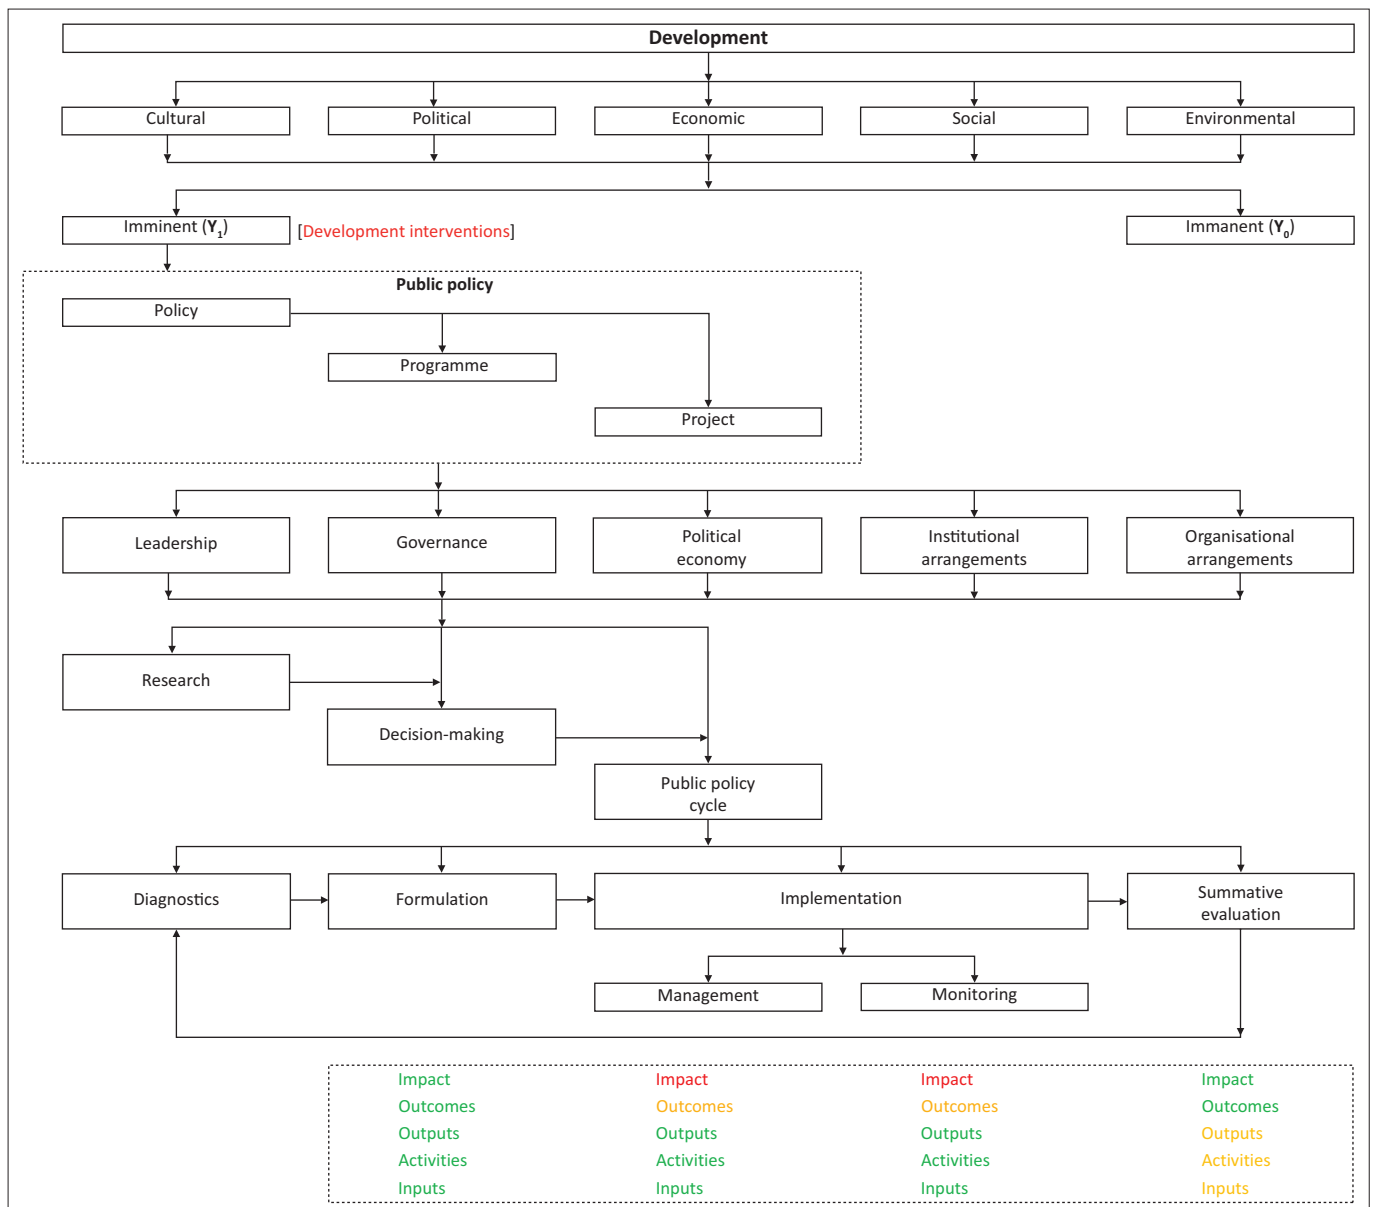 Development
Cultural
Political
Economic
Social
Environmental
Imminent (Y1)
[Development interventions]
Immanent (Y0)
Public policy
Policy
Programme
Project
Leadership
Governance
Political
economy
Institutional
arrangements
Organisational
arrangements
Research
Decision-making
Public policy
cycle
Diagnostics
Formulation
Implementation
Summative
evaluation
Management
Monitoring
Impact Impact Impact Impact
Outcomes Outcomes Outcomes Outcomes
Outputs Outputs Outputs Outputs
Activities Activities Activities Activities
Inputs Inputs Inputs Inputs